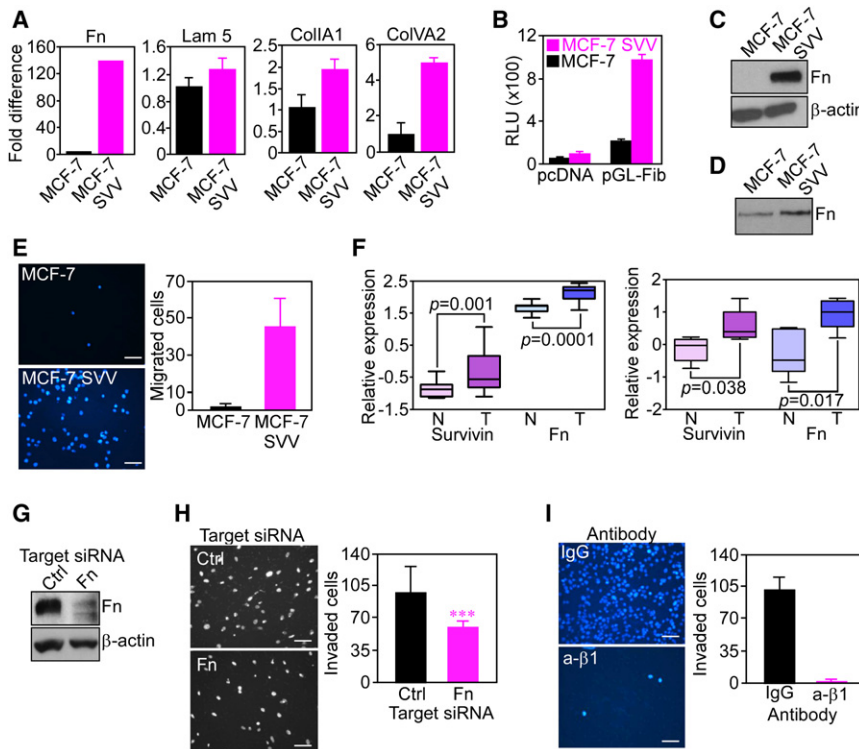 A
Fn
Lam 5
ColIA1
ColVA2
Fold difference
160
120
80
40
0
1.6
1.2
0.8
0.4
0
2.5
2
1.5
1
0.5
0
6
4
2
0
MCF-7
MCF-7 SVV
MCF-7
MCF-7 SVV
MCF-7
MCF-7 SVV
MCF-7
MCF-7 SVV
B
MCF-7 SVV
MCF-7
RLU (x100)
10
8
6
4
2
0
pcDNA
pGL-Fib
C
MCF-7
MCF-7 SVV
Fn
β-actin
D
MCF-7
MCF-7 SVV
Fn
E
MCF-7
MCF-7 SVV
Migrated cells
70
50
30
10
0
MCF-7
MCF-7 SVV
F
Relative expression
2.5
1.5
0.5
-0.5
-1.5
p=0.001
p=0.0001
N
T
N
T
Survivin
Fn
Relative expression
2
1
0
-1
-2
p=0.038
p=0.017
N
T
N
T
Survivin
Fn
G
Target siRNA
Ctrl
Fn
Fn
β-actin
H
Target siRNA
Ctrl
Fn
Invaded cells
140
105
70
35
0
***
Ctrl
Fn
Target siRNA
I
Antibody
IgG
a-β1
Invaded cells
140
105
70
35
0
IgG
a-β1
Antibody